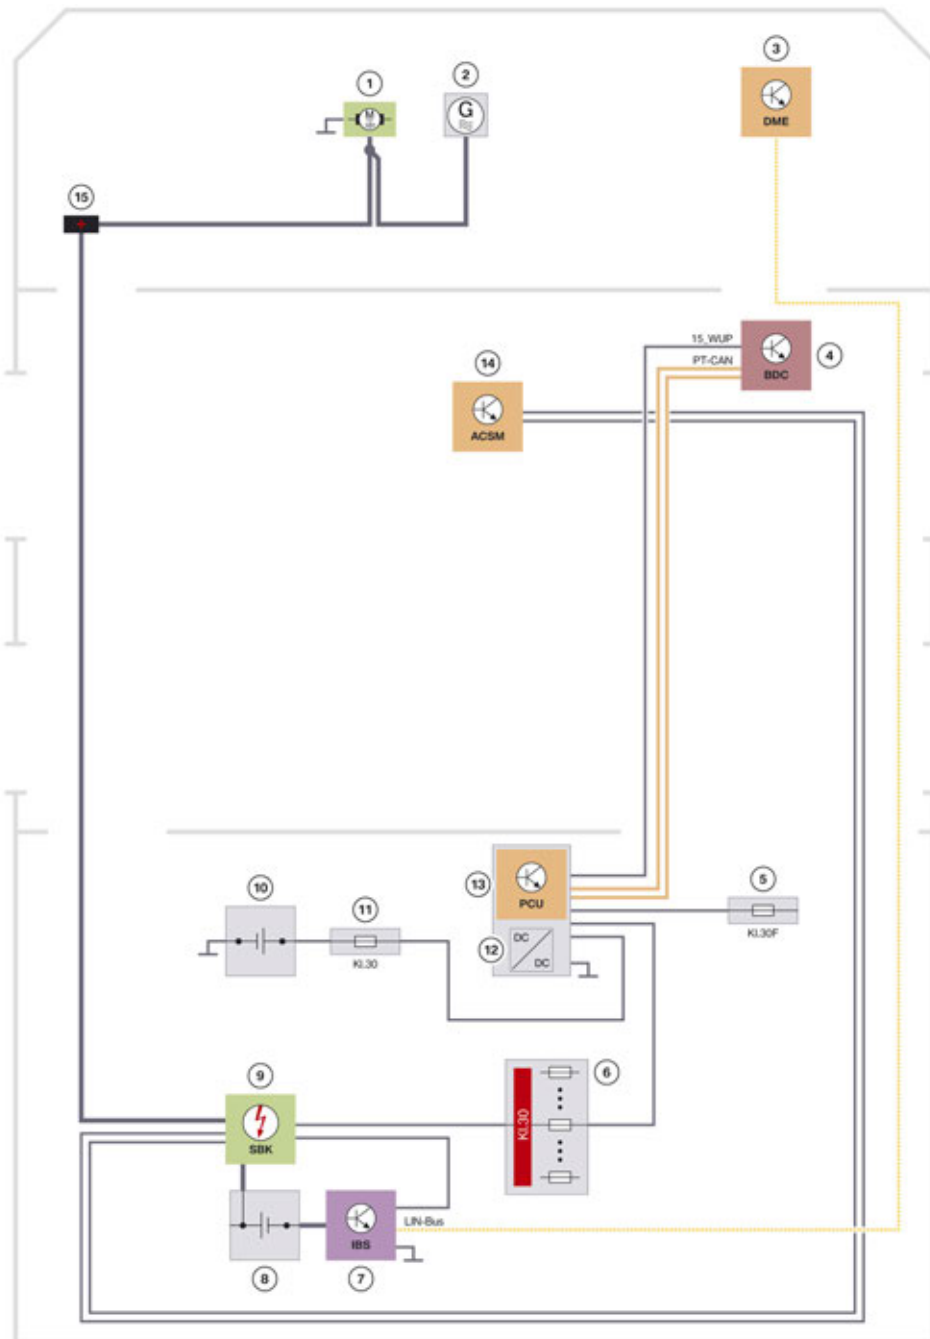 1
2
3
M
G
DME
15
+
15_WUP
14
4
PT-CAN
BDC
ACSM
10
11
13
5
PCU
Kl.30F
12
DC
DC
Kl.30
9
6
Kl.30
SBK
LIN-Bus
IBS
8
7